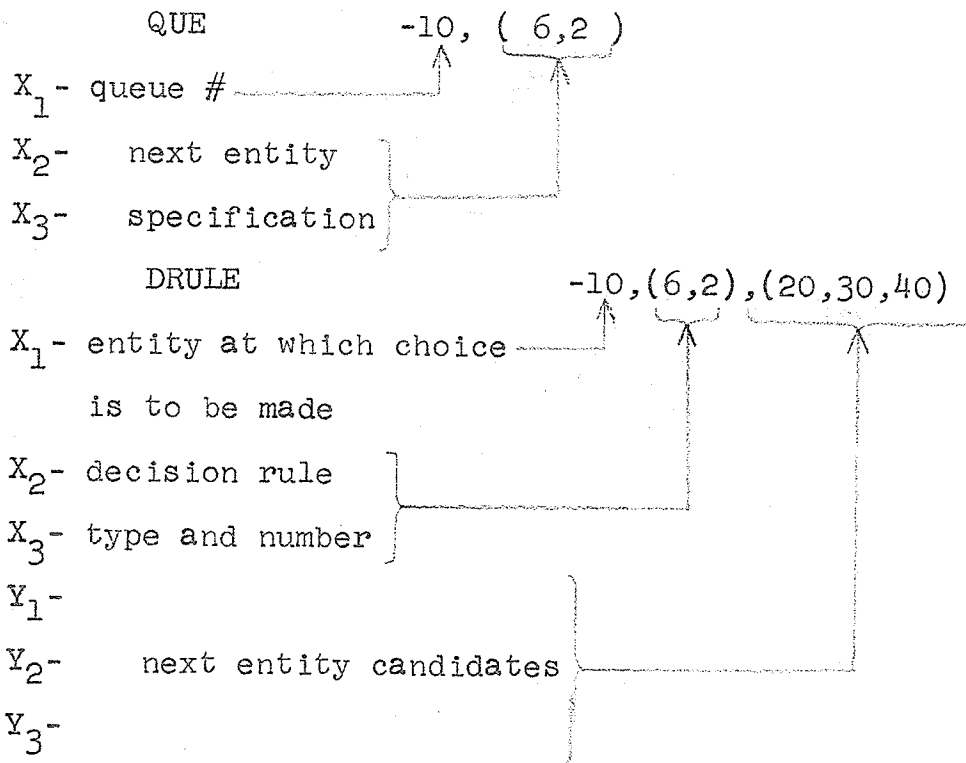 QUE -10, ( 6,2 )
X1- queue #
X2- next entity
X3- specification
DRULE -10,(6,2),(20,30,40)
X1- entity at which choice
is to be made
X2- decision rule
X3- type and number
Y1-
Y2- next entity candidates
Y3-